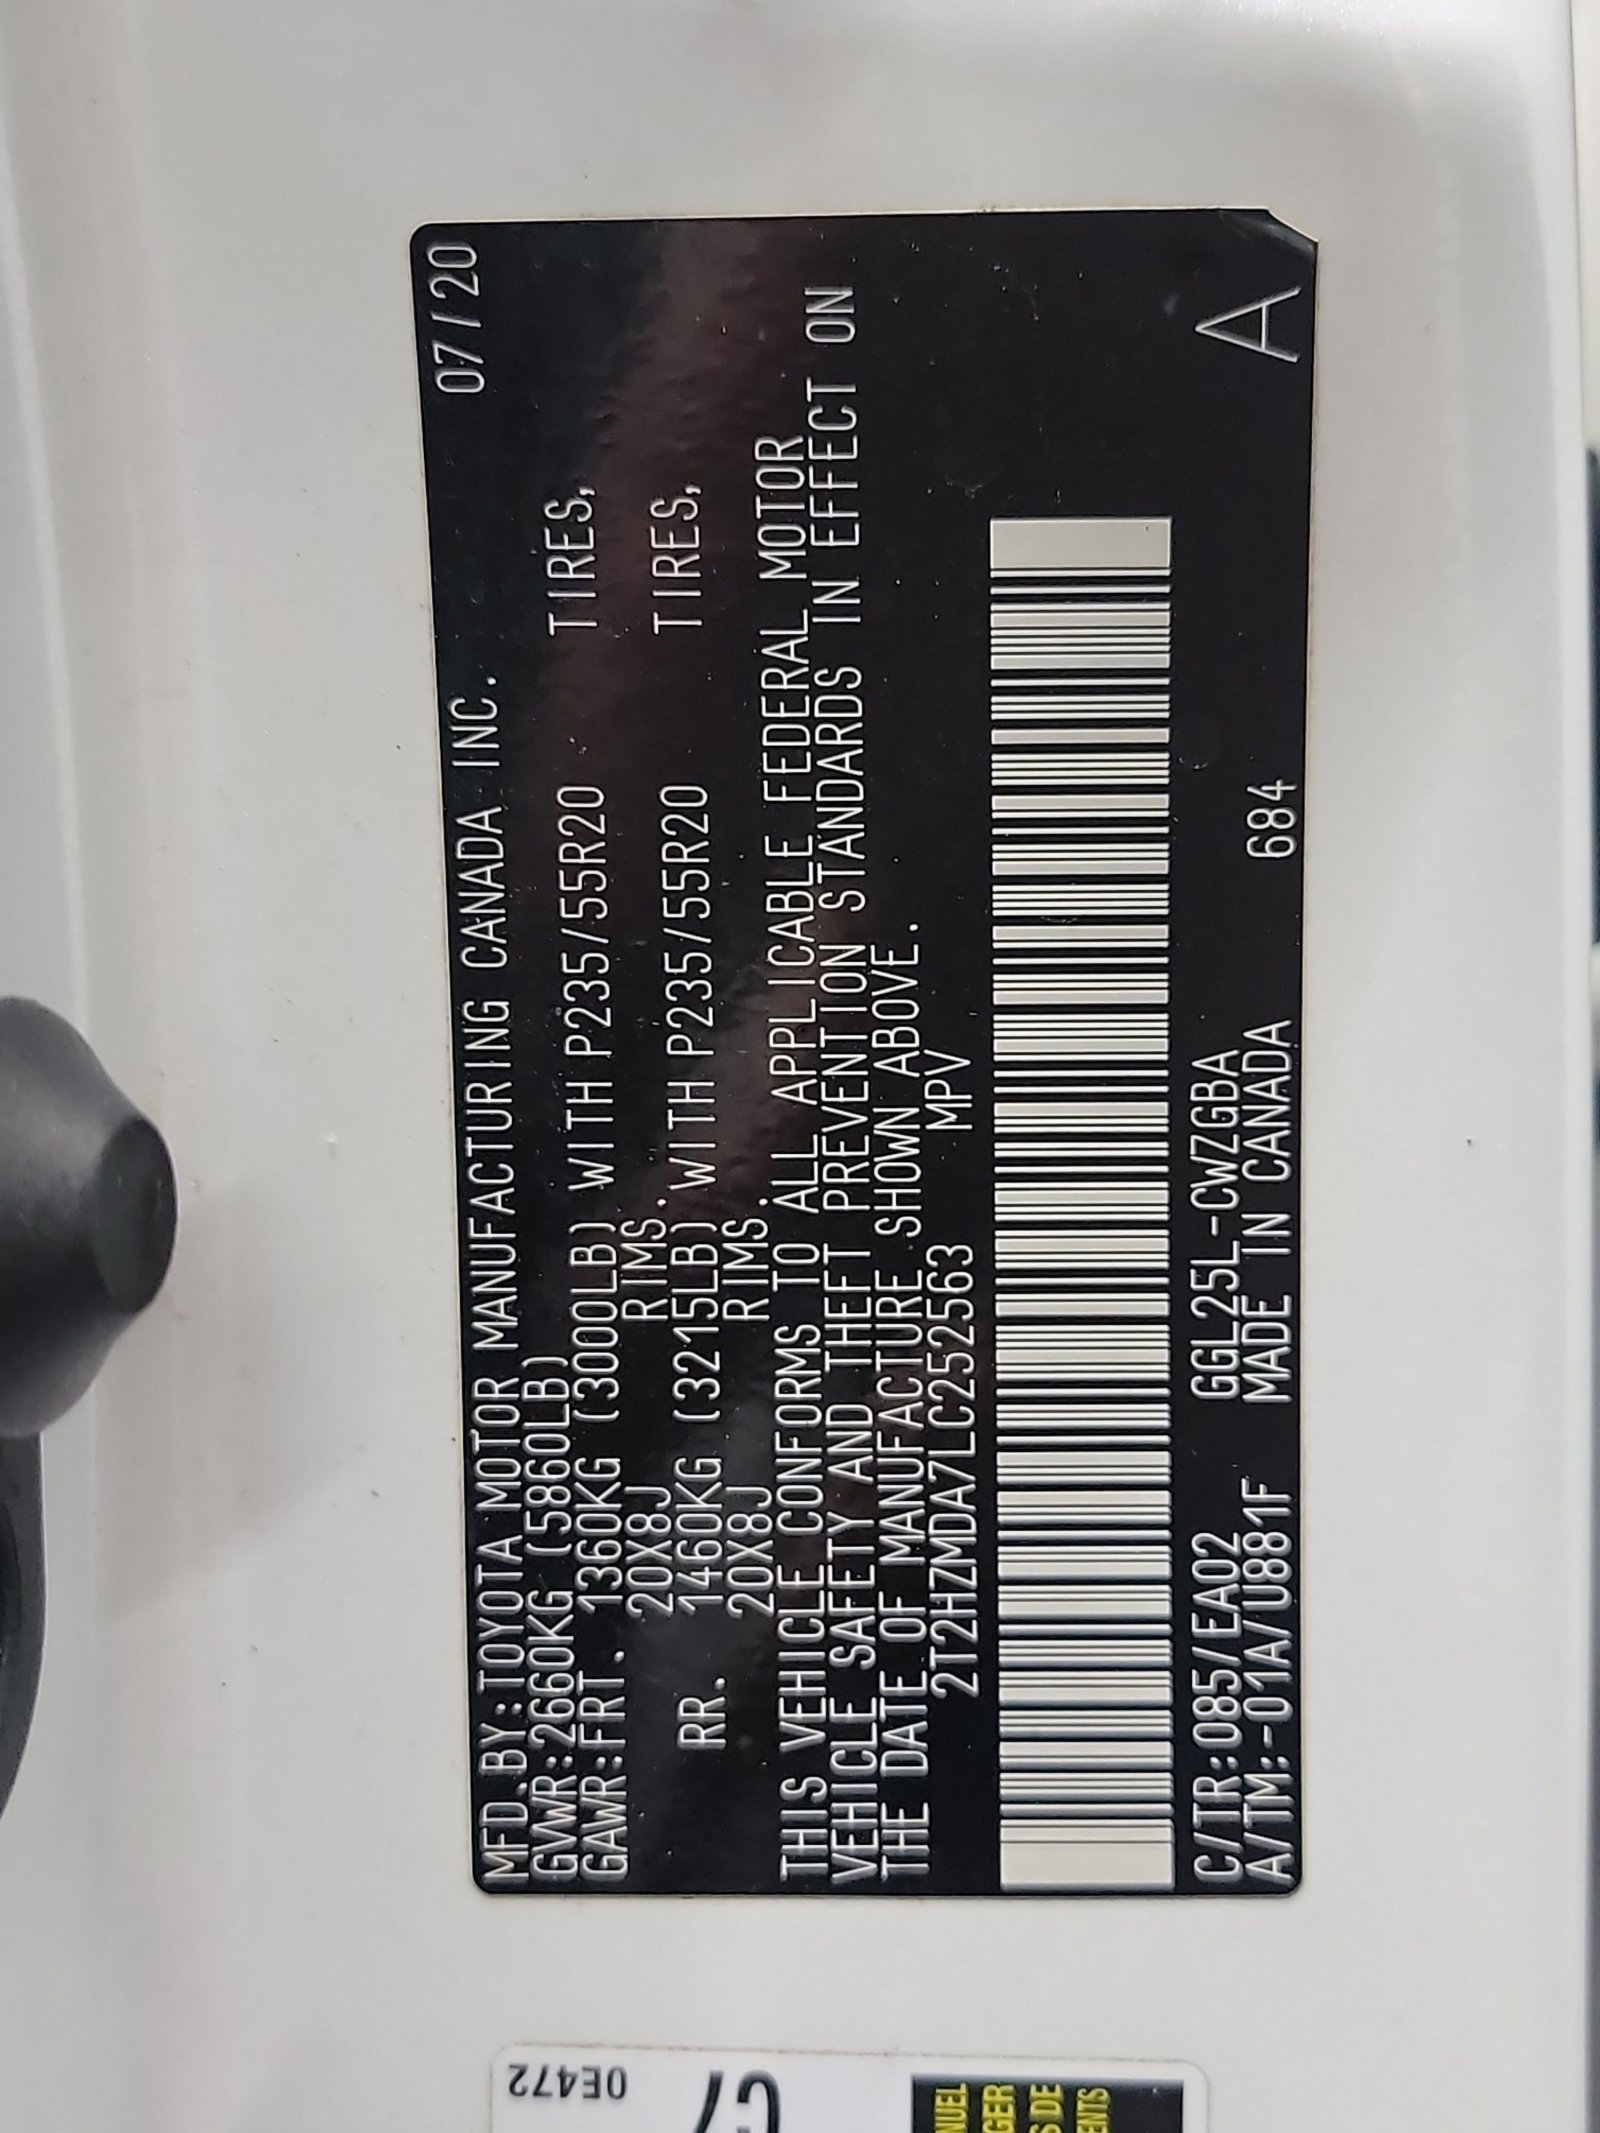 MFD.BY:TOYOTA MOTOR MANUFACTURING CANADA INC. 07/20
GVWR:2660KG (5860LB)
GAWR:FRT. 1360KG (3000LB) WITH P235/55R20 TIRES,
20X8J RIMS.
RR. 1460KG (3215LB) WITH P235/55R20 TIRES,
20X8J RIMS.
THIS VEHICLE CONFORMS TO ALL APPLICABLE FEDERAL MOTOR
VEHICLE SAFETY AND THEFT PREVENTION STANDARDS IN EFFECT ON
THE DATE OF MANUFACTURE SHOWN ABOVE.
2T2HZMDA7LC252563 MPV
C/TR:085/EA02 GGL25L-CWZGBA
A/TM:-01A/U881F MADE IN CANADA 684 A
0E472